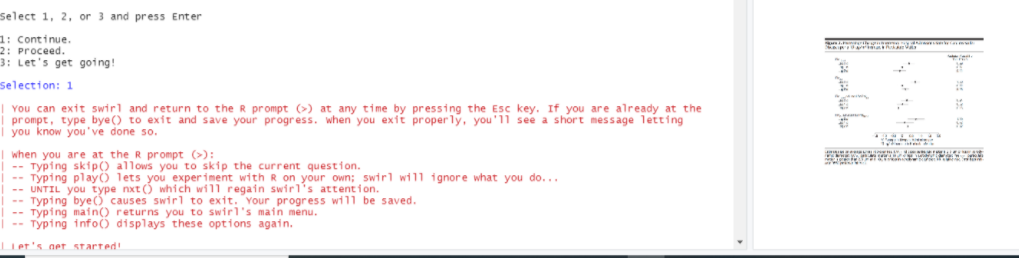 Select 1, 2, or 3 and press Enter
1: Continue.
2: Proceed.
3: Let's get going!
Selection: 1
| You can exit swirl and return to the R prompt (>) at any time by pressing the Esc key. If you are already at the
| prompt, type bye() to exit and save your progress. When you exit properly, you'll see a short message letting
| you know you've done so.
| When you are at the R prompt (>):
| -- Typing skip() allows you to skip the current question.
| -- Typing play() lets you experiment with R on your own; swirl will ignore what you do...
| -- UNTIL you type nxt() which will regain swirl's attention.
| -- Typing bye() causes swirl to exit. Your progress will be saved.
| -- Typing main() returns you to swirl's main menu.
| -- Typing info() displays these options again.
| Let's get started!